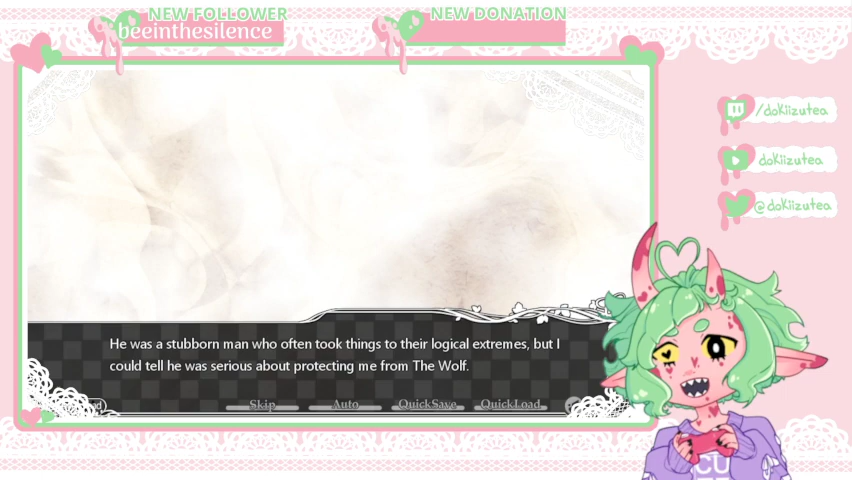 NEW FOLLOWER
beeinthesilence
NEW DONATION
/dokiizutea
dokiizutea
@dokiizutea
He was a stubborn man who often took things to their logical extremes, but I
could tell he was serious about protecting me from The Wolf.
Skip
Auto
QuickSave
QuickLoad
CU